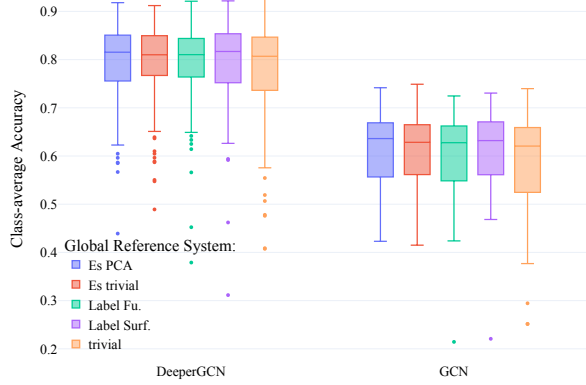 0.9
0.8
0.7
0.6
0.5
0.4
0.3
0.2
Class-average Accuracy
Global Reference System:
Es PCA
Es trivial
Label Fu.
Label Surf.
trivial
DeeperGCN
GCN